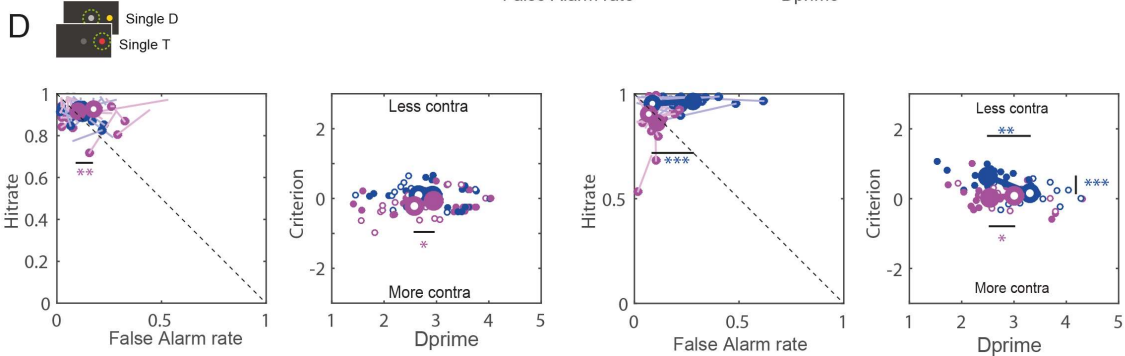 False Alarm rate
Dprime
D
Single D
Single T
1
0.8
0.6
0.4
0.2
0
Hitrate
**
0
0.5
1
False Alarm rate
Less contra
2
0
-2
Criterion
*
More contra
1
2
3
4
5
Dprime
1
0.5
0
Hitrate
***
0
0.5
1
False Alarm rate
Less contra
**
2
0
-2
Criterion
***
*
More contra
1
2
3
4
5
Dprime